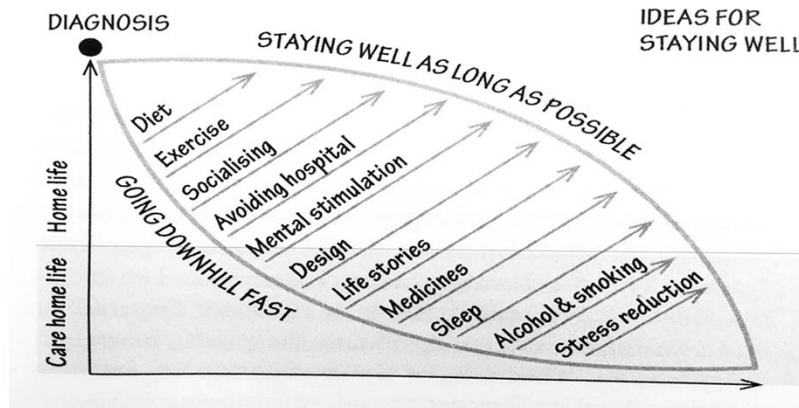 DIAGNOSIS
IDEAS FOR
STAYING WELL
STAYING WELL AS LONG AS POSSIBLE
Diet
Exercise
Socialising
Avoiding hospital
Mental stimulation
Design
Life stories
Medicines
Sleep
Alcohol & smoking
Stress reduction
GOING DOWNHILL FAST
Home life
Care home life